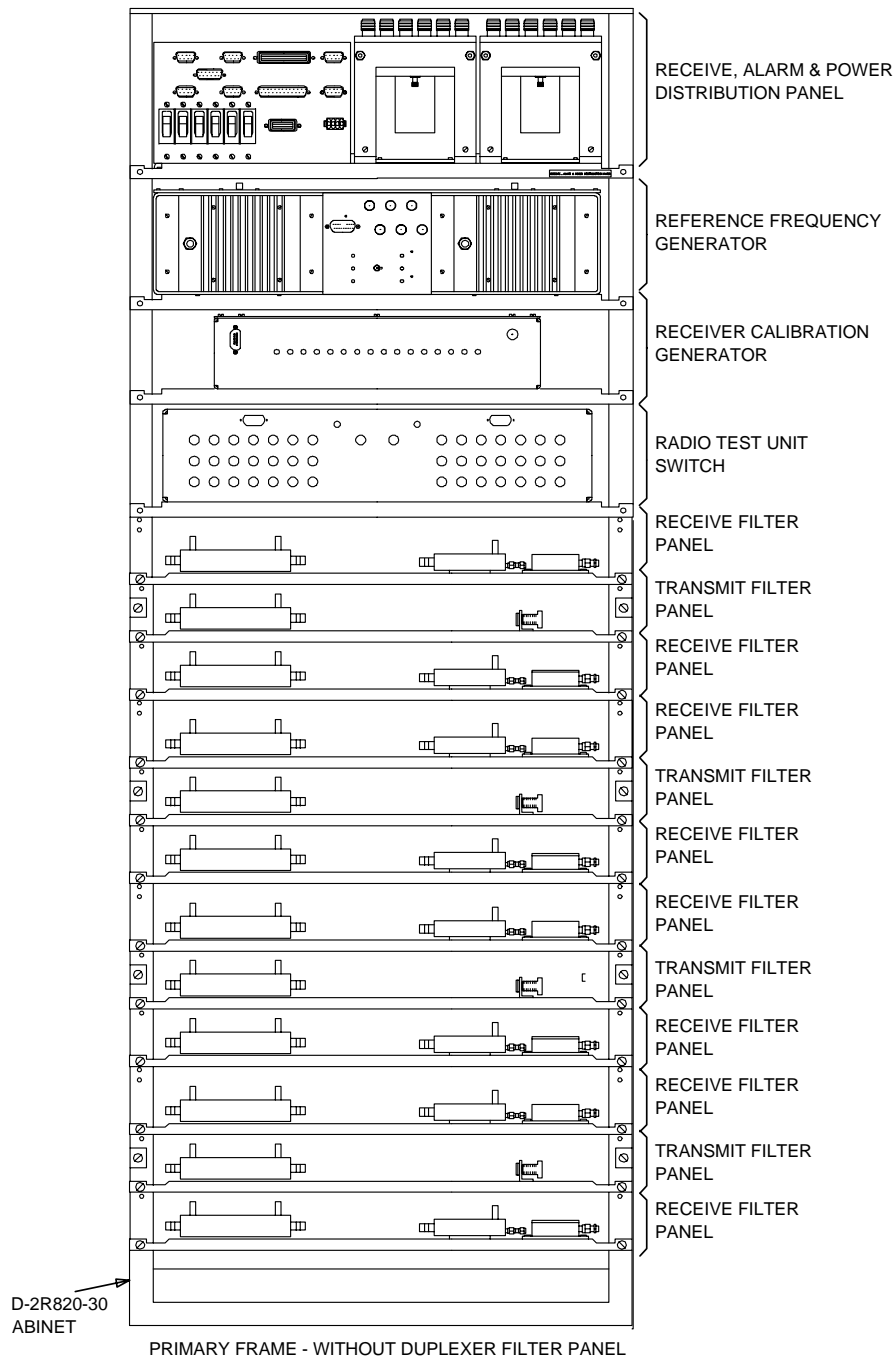 RECEIVE, ALARM & POWER
DISTRIBUTION PANEL
REFERENCE FREQUENCY
GENERATOR
RECEIVER CALIBRATION
GENERATOR
RADIO TEST UNIT
SWITCH
RECEIVE FILTER
PANEL
TRANSMIT FILTER
PANEL
RECEIVE FILTER
PANEL
RECEIVE FILTER
PANEL
TRANSMIT FILTER
PANEL
RECEIVE FILTER
PANEL
RECEIVE FILTER
PANEL
TRANSMIT FILTER
PANEL
RECEIVE FILTER
PANEL
RECEIVE FILTER
PANEL
TRANSMIT FILTER
PANEL
RECEIVE FILTER
PANEL
D-2R820-30
ABINET
PRIMARY FRAME - WITHOUT DUPLEXER FILTER PANEL